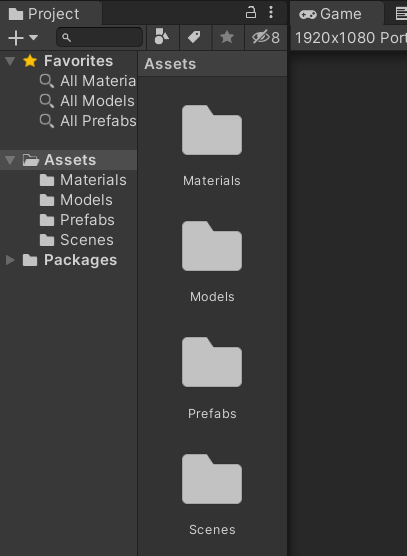 Project
Game
8
1920x1080 Port
Favorites
All Materia
All Models
All Prefabs
Assets
Materials
Models
Prefabs
Scenes
Packages
Assets
Materials
Models
Prefabs
Scenes